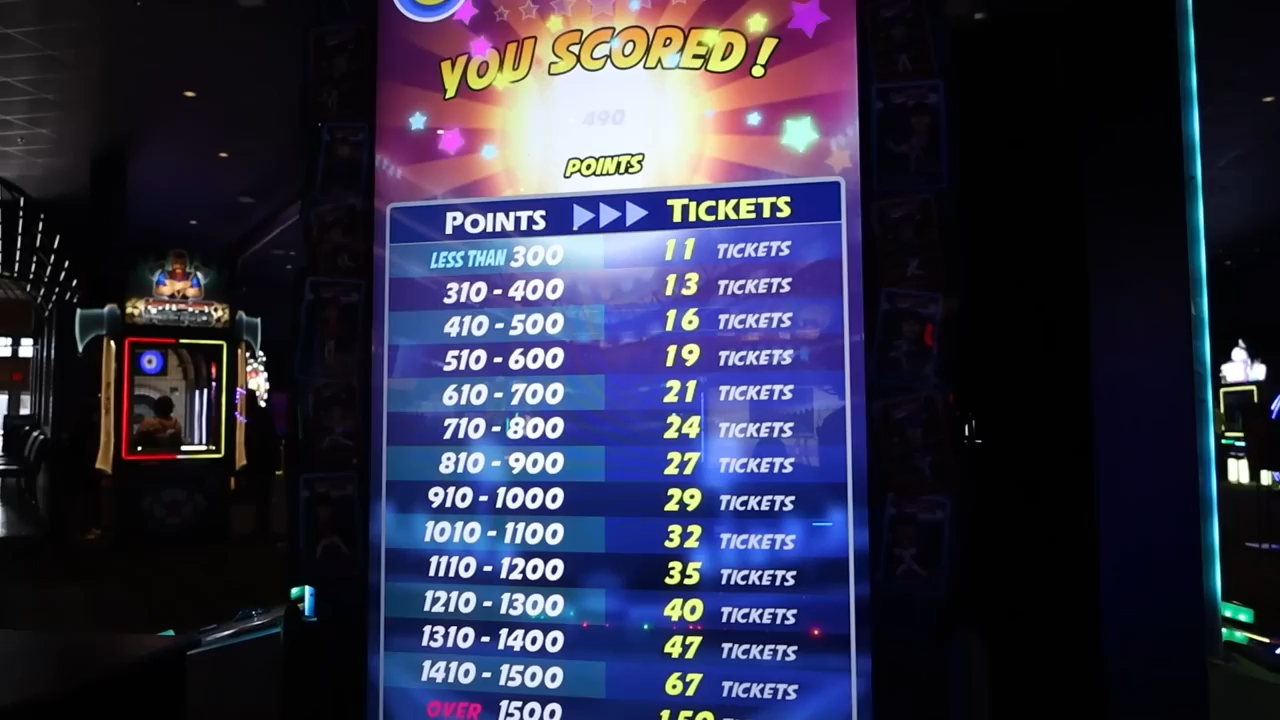 YOU SCORED!
490
POINTS
POINTS TICKETS
LESS THAN 300 11 TICKETS
310 - 400 13 TICKETS
410 - 500 16 TICKETS
510 - 600 19 TICKETS
610 - 700 21 TICKETS
710 - 800 24 TICKETS
810 - 900 27 TICKETS
910 - 1000 29 TICKETS
1010 - 1100 32 TICKETS
1110 - 1200 35 TICKETS
1210 - 1300 40 TICKETS
1310 - 1400 47 TICKETS
1410 - 1500 67 TICKETS
OVER 1500